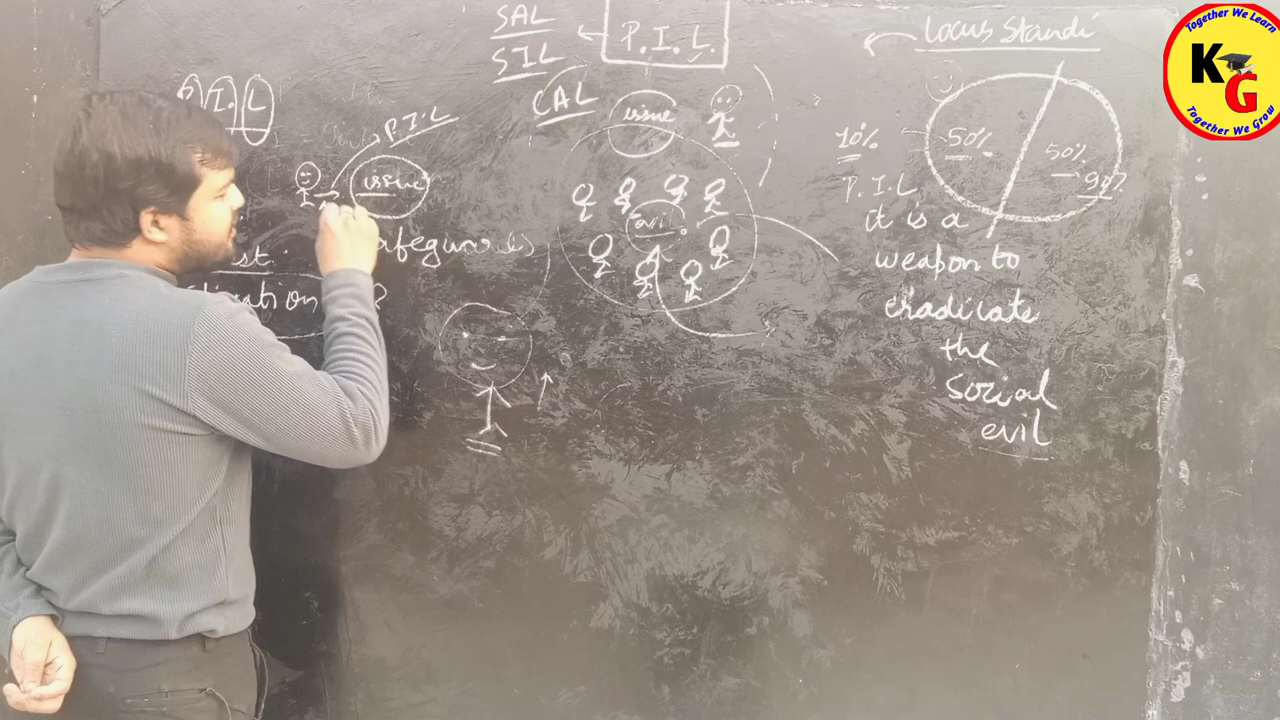 SAL
SIL
P.I.L.
CAL
issue
Locus Standi
10%
50%
50%
90%
P.I.L
it is a
weapon to
eradicate
the
social
evil
P.I.L
P.I.L
issue
Together We Learn
KG
Together We Grow